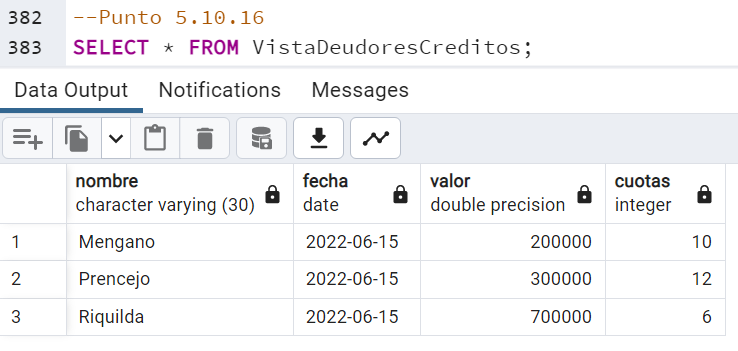 382 --Punto 5.10.16
383 SELECT * FROM VistaDeudoresCreditos;
Data Output Notifications Messages
nombre fecha valor cuotas
character varying (30) date double precision integer
1 Mengano 2022-06-15 200000 10
2 Prencejo 2022-06-15 300000 12
3 Riquilda 2022-06-15 700000 6